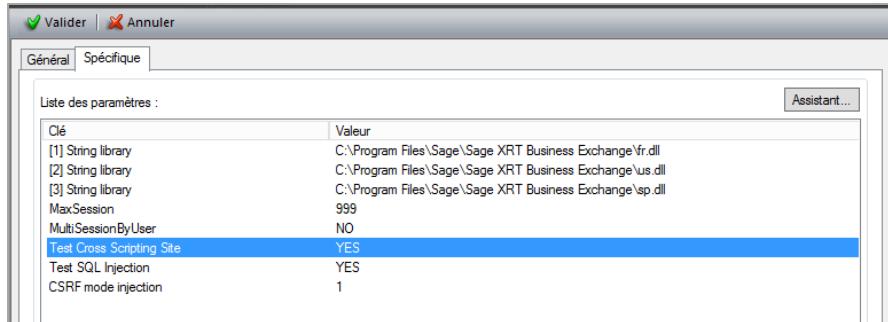 Valider Annuler
Général Spécifique
Liste des paramètres : Assistant...
Clé Valeur
[1] String library C:\Program Files\Sage\Sage XRT Business Exchange\fr.dll
[2] String library C:\Program Files\Sage\Sage XRT Business Exchange\us.dll
[3] String library C:\Program Files\Sage\Sage XRT Business Exchange\sp.dll
MaxSession 999
MultiSessionByUser NO
Test Cross Scripting Site YES
Test SQL Injection YES
CSRF mode injection 1